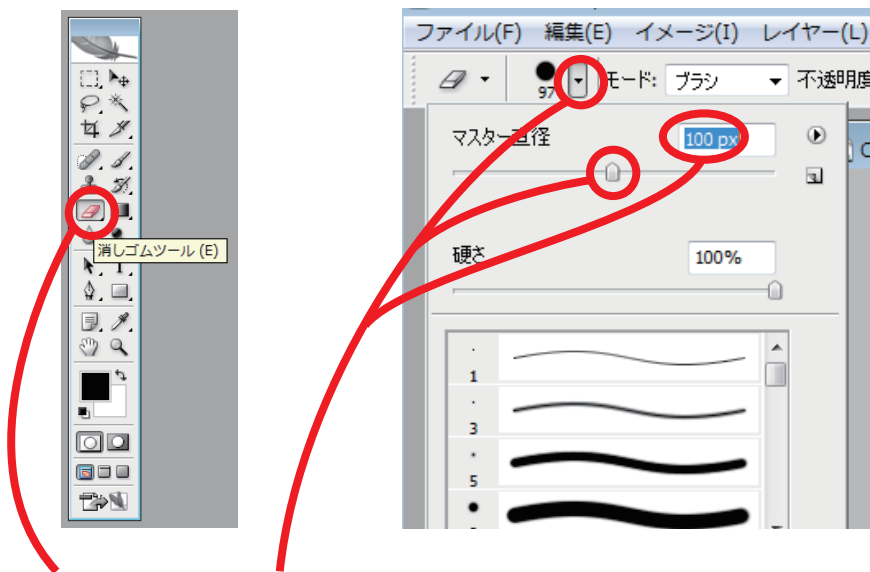 消しゴムツール (E)
ファイル(F) 編集(E) イメージ(I) レイヤー(L)
97 モード: ブラシ 不透明度
マスター直径 100 px
硬さ 100%
1
3
5